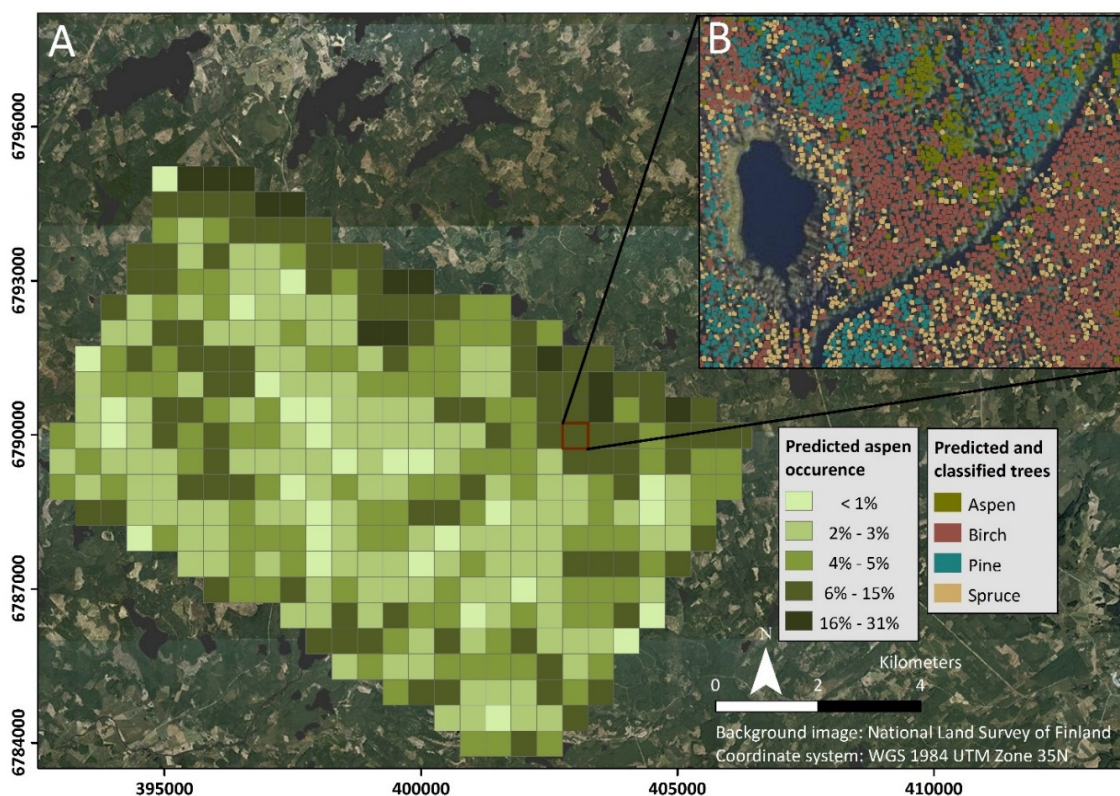 A
B
6796000
6793000
6790000
6787000
6784000
395000
400000
405000
410000
Predicted aspen
occurence
< 1%
2% - 3%
4% - 5%
6% - 15%
16% - 31%
Predicted and
classified trees
Aspen
Birch
Pine
Spruce
N
Kilometers
0 2 4
Background image: National Land Survey of Finland
Coordinate system: WGS 1984 UTM Zone 35N